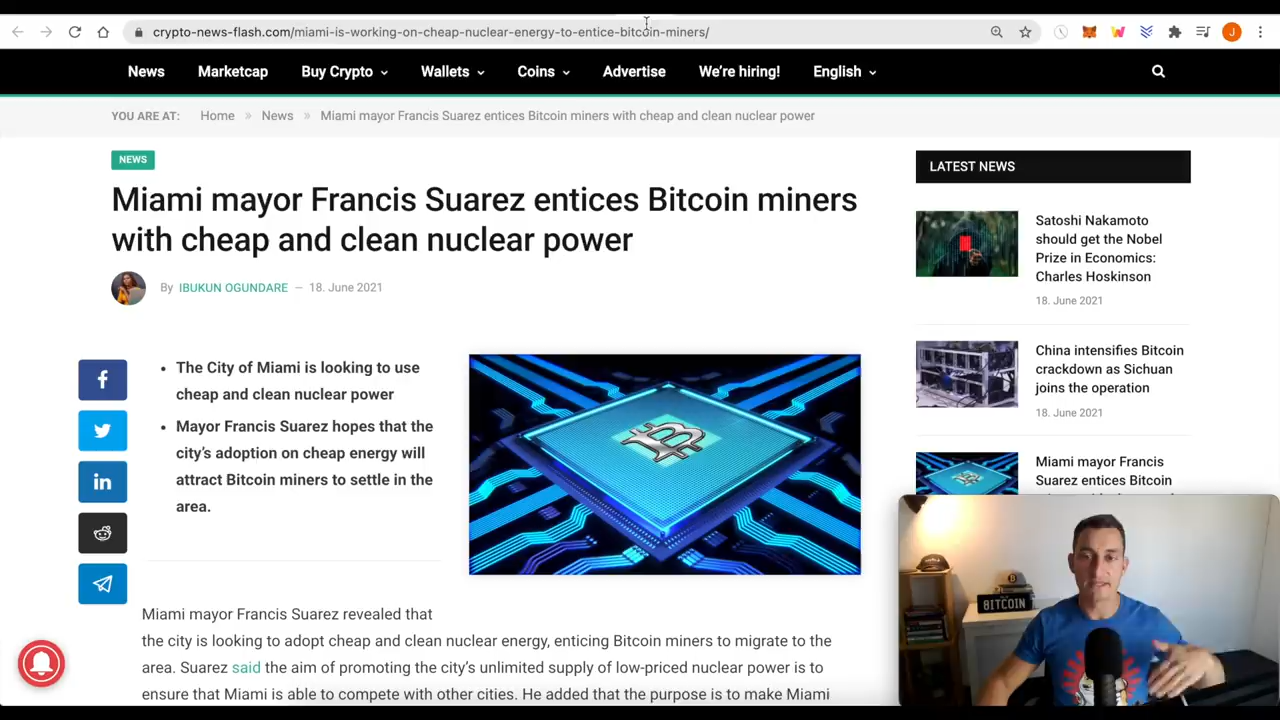 crypto-news-flash.com/miami-is-working-on-cheap-nuclear-energy-to-entice-bitcoin-miners/
J
News Marketcap Buy Crypto Wallets Coins Advertise We're hiring! English
YOU ARE AT: Home » News » Miami mayor Francis Suarez entices Bitcoin miners with cheap and clean nuclear power
NEWS
Miami mayor Francis Suarez entices Bitcoin miners
with cheap and clean nuclear power
By IBUKUN OGUNDARE — 18. June 2021
• The City of Miami is looking to use
cheap and clean nuclear power
• Mayor Francis Suarez hopes that the
city's adoption on cheap energy will
attract Bitcoin miners to settle in the
area.
Miami mayor Francis Suarez revealed that
the city is looking to adopt cheap and clean nuclear energy, enticing Bitcoin miners to migrate to the
area. Suarez said the aim of promoting the city's unlimited supply of low-priced nuclear power is to
ensure that Miami is able to compete with other cities. He added that the purpose is to make Miami
LATEST NEWS
Satoshi Nakamoto
should get the Nobel
Prize in Economics:
Charles Hoskinson
18. June 2021
China intensifies Bitcoin
crackdown as Sichuan
joins the operation
18. June 2021
Miami mayor Francis
Suarez entices Bitcoin
BITCOIN